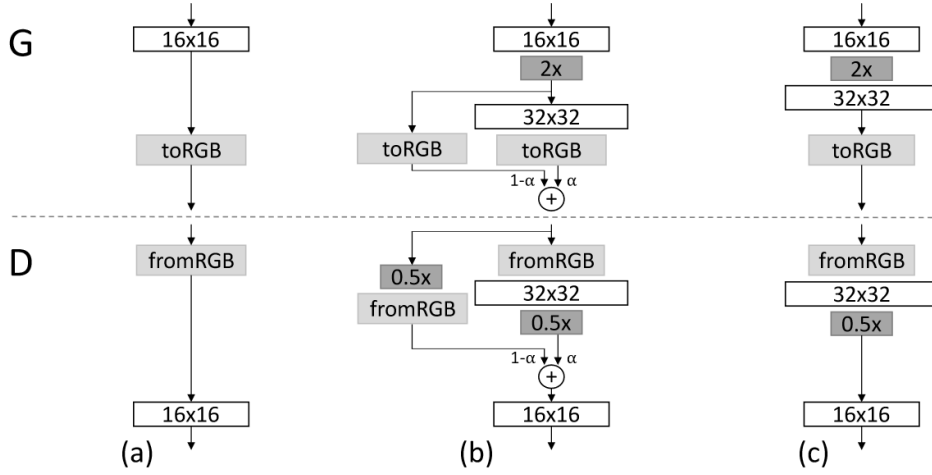 G
16x16
toRGB
16x16
2x
32x32
toRGB
toRGB
1-α
α
+
16x16
2x
32x32
toRGB
D
fromRGB
16x16
0.5x
fromRGB
fromRGB
32x32
0.5x
1-α
α
+
16x16
fromRGB
32x32
0.5x
16x16
(a)
(b)
(c)